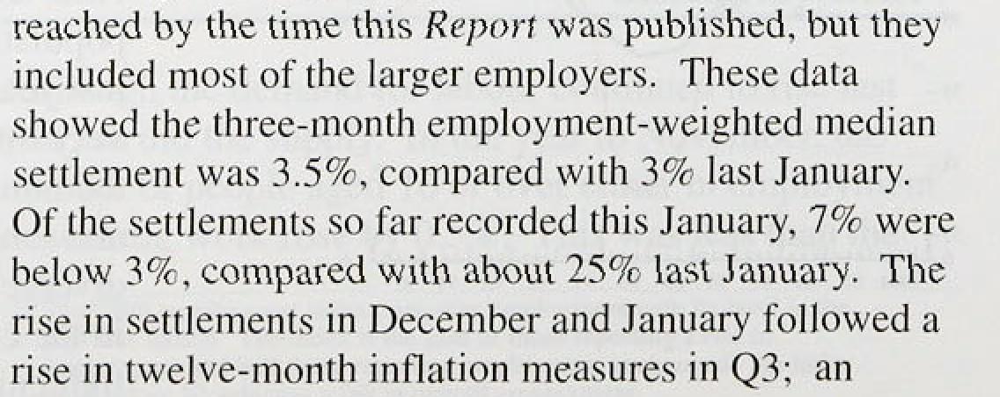 reached by the time this Report was published, but they
included most of the larger employers.  These data
showed the three-month employment-weighted median
settlement was 3.5%, compared with 3% last January.
Of the settlements so far recorded this January, 7% were
below 3%, compared with about 25% last January.  The
rise in settlements in December and January followed a
rise in twelve-month inflation measures in Q3;  an